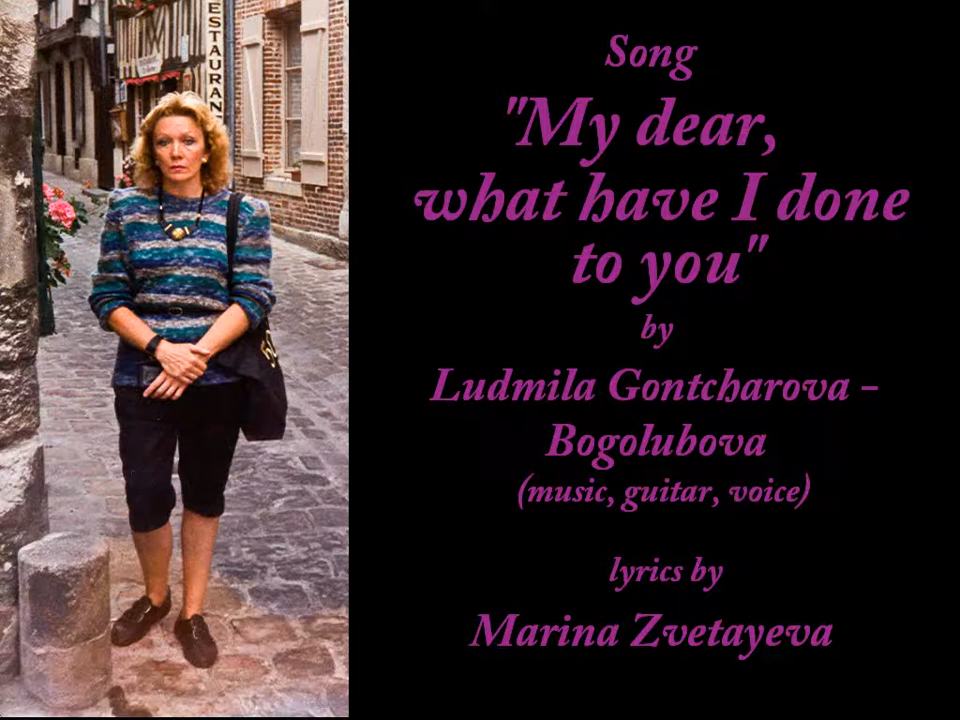 ESTAURAN
Song
"My dear,
what have I done
to you"
by
Ludmila Gontcharova -
Bogolubova
(music, guitar, voice)
lyrics by
Marina Zvetayeva